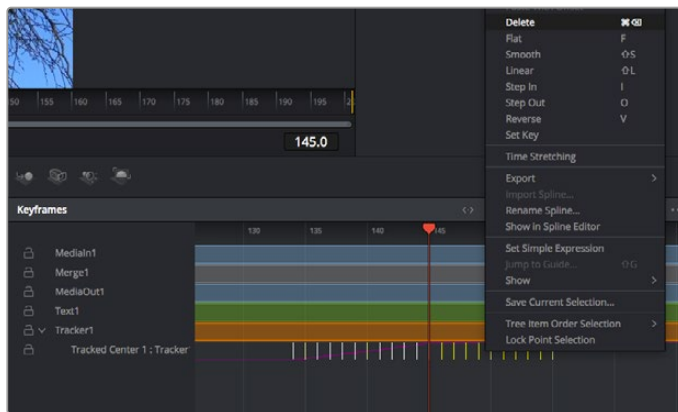 Delete ⌘⌫
Flat F
Smooth ⇧S
Linear ⇧L
Step In I
Step Out O
Reverse V
Set Key
Time Stretching
Export >
Import Spline...
Rename Spline...
Show in Spline Editor
Set Simple Expression
Jump to Guide... ⇧G
Show >
Save Current Selection...
Tree Item Order Selection >
Lock Point Selection
155 160 165 170 175 180 185 190 195
145.0
Keyframes
130 135 140 145
MediaIn1
Merge1
MediaOut1
Text1
Tracker1
Tracked Center 1 : Tracker